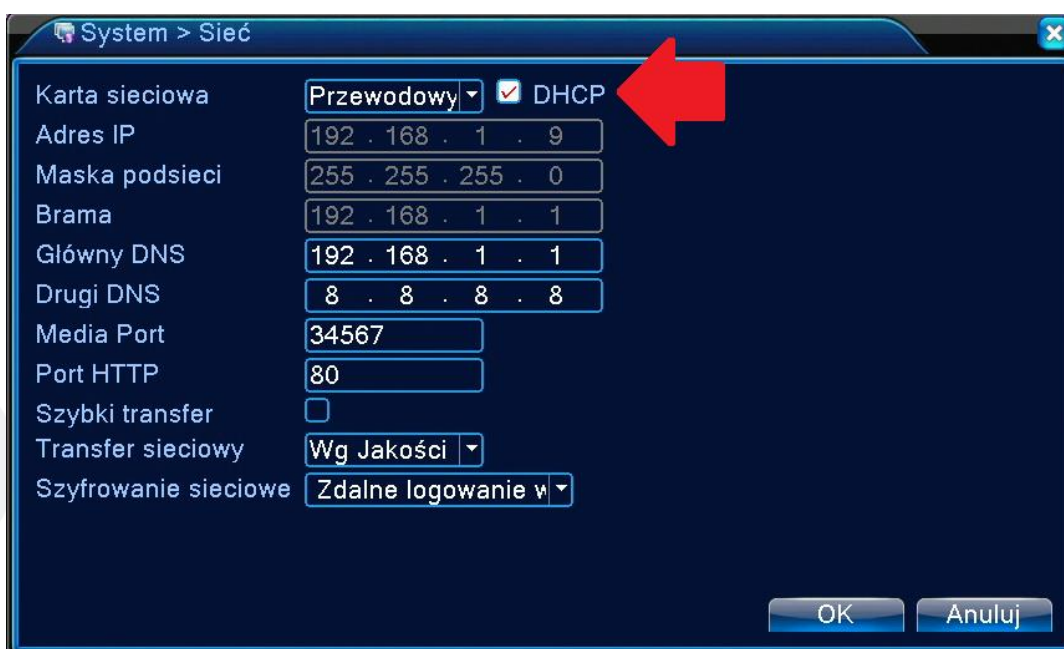 System > Sieć
Karta sieciowa Przewodowy DHCP
Adres IP 192 . 168 . 1 . 9
Maska podsieci 255 . 255 . 255 . 0
Brama 192 . 168 . 1 . 1
Główny DNS 192 . 168 . 1 . 1
Drugi DNS 8 . 8 . 8 . 8
Media Port 34567
Port HTTP 80
Szybki transfer
Transfer sieciowy Wg Jakości
Szyfrowanie sieciowe Zdalne logowanie w
OK Anuluj